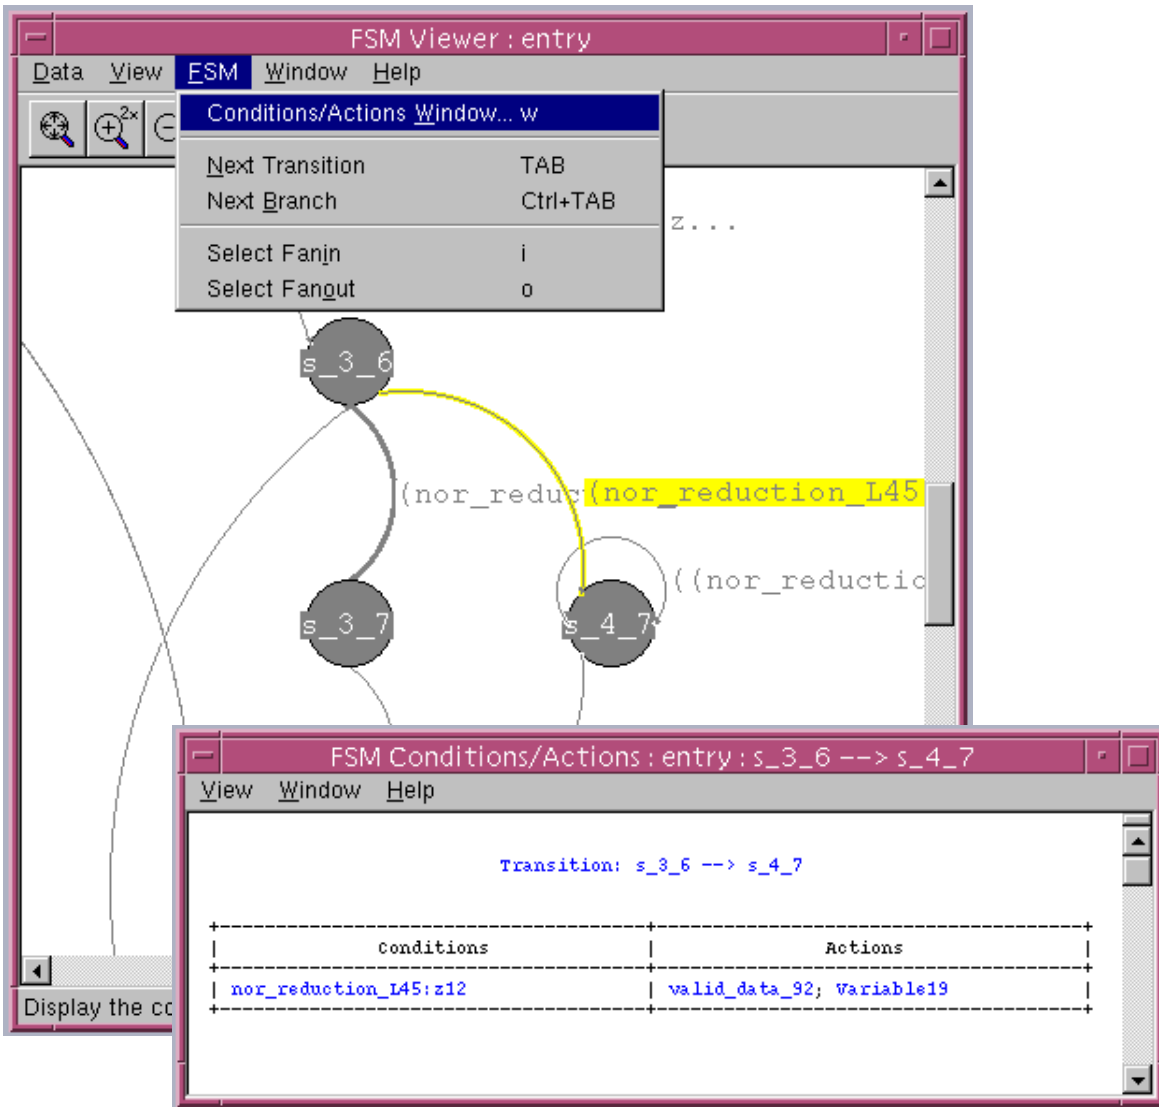 FSM Viewer : entry
Data View FSM Window Help
Conditions/Actions Window... w
2×
Next Transition TAB
Next Branch Ctrl+TAB
z...
Select Fanin i
Select Fanout o
s_3_6
(nor_reduc
(nor_reduction_L45
((nor_reductio
s_3_7
s_4_7
FSM Conditions/Actions : entry : s_3_6 --> s_4_7
View Window Help
Transition: s_3_6 --> s_4_7
Conditions Actions
nor_reduction_L45:z12 valid_data_92; Variable19
Display the co